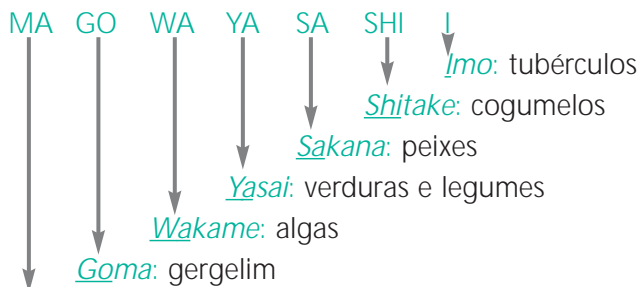 MA GO WA YA SA SHI I
Imo: tubérculos
Shitake: cogumelos
Sakana: peixes
Yasai: verduras e legumes
Wakame: algas
Goma: gergelim